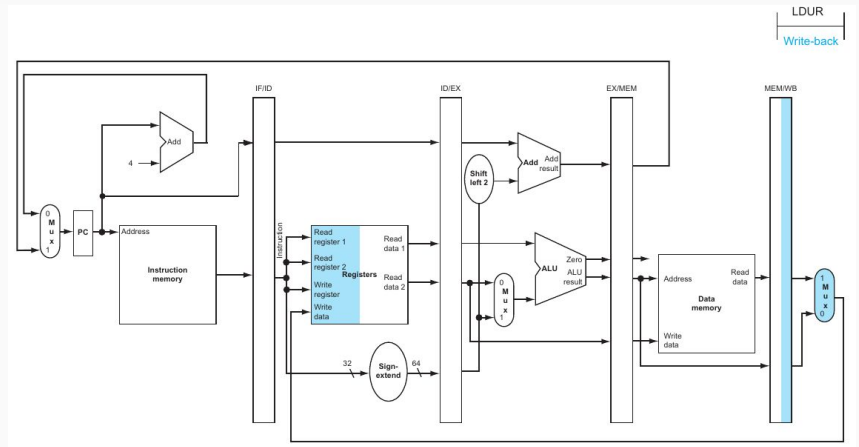 LDUR
Write-back
IF/ID
ID/EX
EX/MEM
MEM/WB
Add
4
Shift
left 2
Add
Add
result
0
M
u
x
1
PC
Address
Instruction
memory
Instruction
Read
register 1
Read
register 2
Write
register
Write
data
Registers
Read
data 1
Read
data 2
0
M
u
x
1
ALU
Zero
ALU
result
Address
Write
data
Data
memory
Read
data
1
M
u
x
0
32
Sign-
extend
64